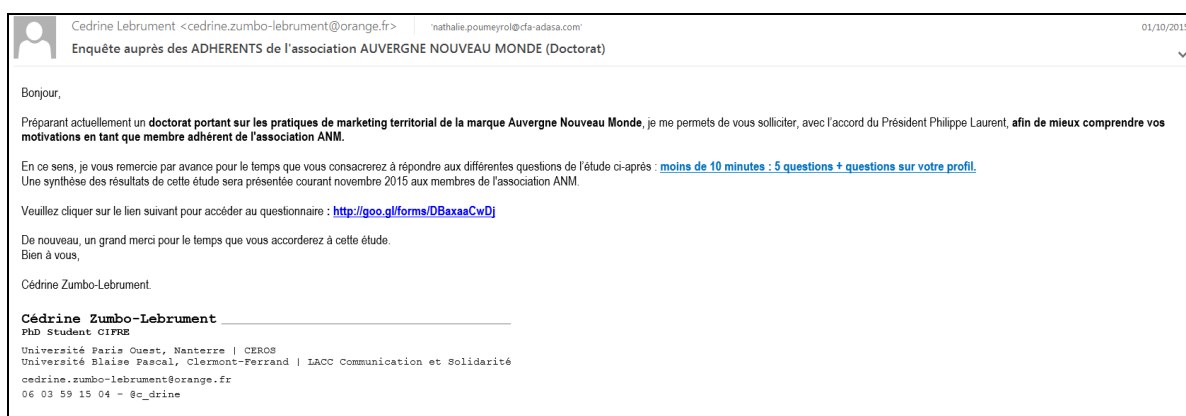 Cedrine Lebrument <cedrine.zumbo-lebrument@orange.fr> 'nathalie.poumeyrol@cfa-adasa.com' 01/10/2015
Enquête auprès des ADHERENTS de l'association AUVERGNE NOUVEAU MONDE (Doctorat)
Bonjour,
Préparant actuellement un doctorat portant sur les pratiques de marketing territorial de la marque Auvergne Nouveau Monde, je me permets de vous solliciter, avec l'accord du Président Philippe Laurent, afin de mieux comprendre vos
motivations en tant que membre adhérent de l'association ANM.
En ce sens, je vous remercie par avance pour le temps que vous consacrerez à répondre aux différentes questions de l'étude ci-après : moins de 10 minutes : 5 questions + questions sur votre profil.
Une synthèse des résultats de cette étude sera présentée courant novembre 2015 aux membres de l'association ANM.
Veuillez cliquer sur le lien suivant pour accéder au questionnaire : http://goo.gl/forms/DBaxaaCwDj
De nouveau, un grand merci pour le temps que vous accorderez à cette étude.
Bien à vous,
Cédrine Zumbo-Lebrument.
Cédrine Zumbo-Lebrument
PhD Student CIFRE
Université Paris Ouest, Nanterre | CEROS
Université Blaise Pascal, Clermont-Ferrand | LACC Communication et Solidarité
cedrine.zumbo-lebrument@orange.fr
06 03 59 15 04 - @c_drine